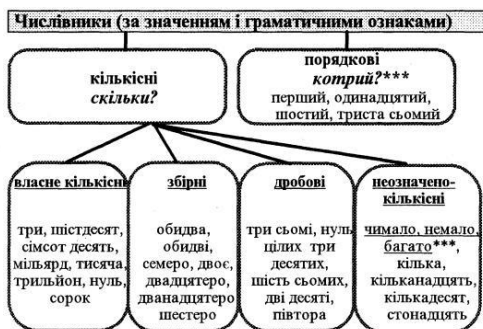 Числівники (за значенням і граматичними ознаками)
кількісні
скільки?
порядкові
котрий?***
перший, одинадцятий,
шостий, триста сьомий
власне кількісні
три, шістдесят,
сімсот десять,
мільярд, тисяча,
трильйон, нуль,
сорок
збірні
обидва,
обидві,
семеро, двоє,
двадцятеро,
дванадцятеро
шестеро
дробові
три сьомі, нуль
цілих три
десятих,
шість сьомих,
дві десяті,
півтора
неозначено-
кількісні
чимало, немало,
багато***,
кілька,
кільканадцять,
кількадесят,
стонадцять